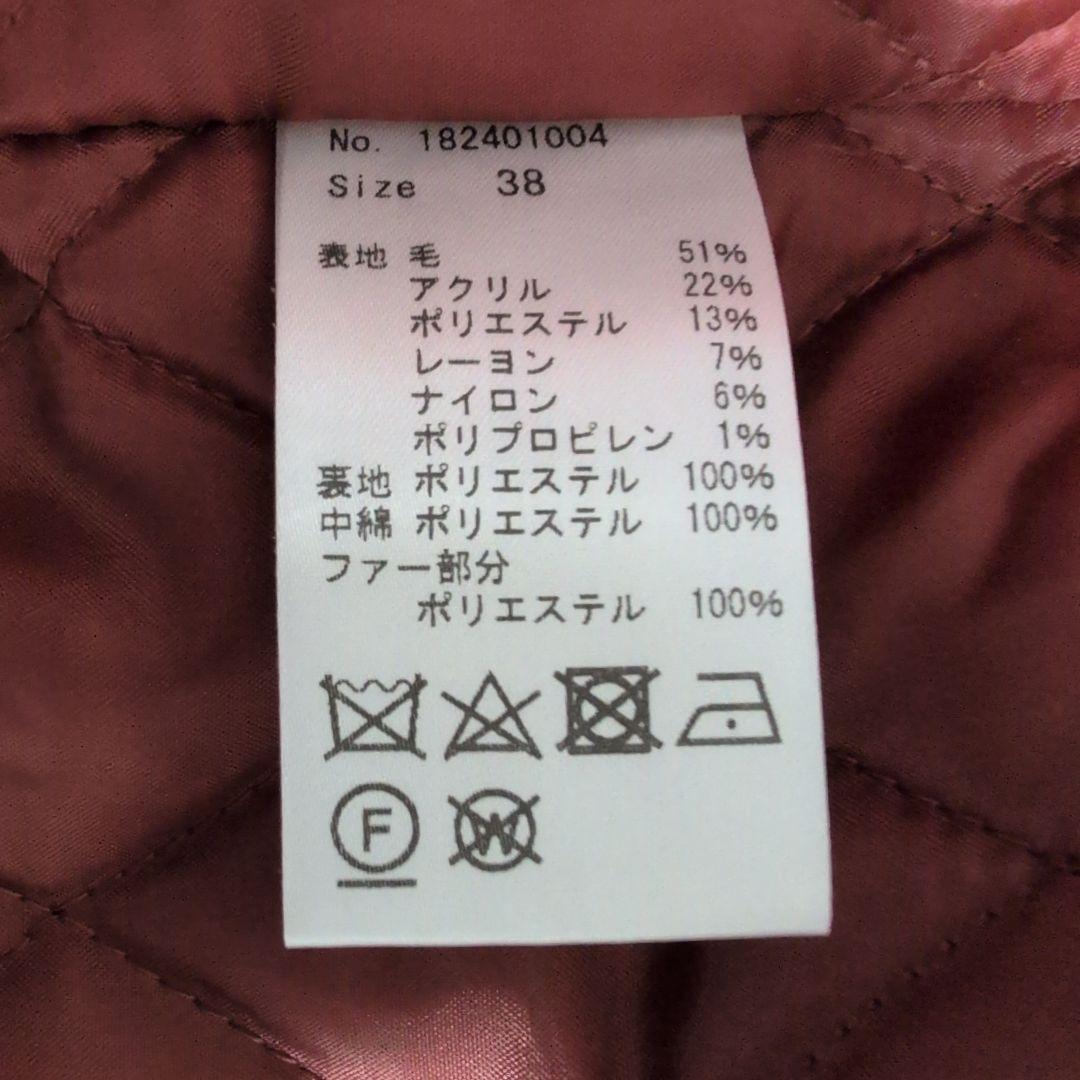 No. 182401004
Size 38
表地 毛 51%
アクリル 22%
ポリエステル 13%
レーヨン 7%
ナイロン 6%
ポリプロピレン 1%
裏地 ポリエステル 100%
中綿 ポリエステル 100%
ファー部分
ポリエステル 100%
F W